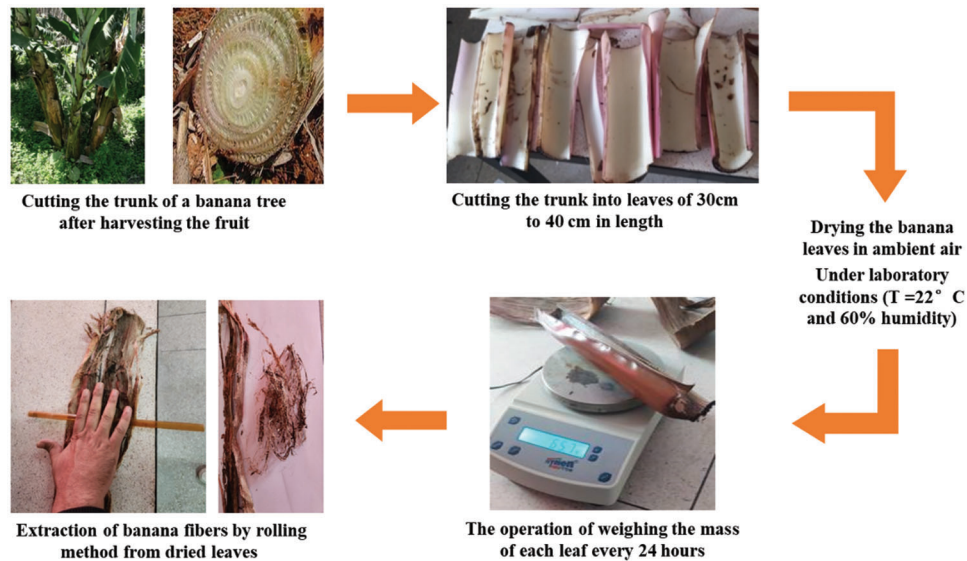 Cutting the trunk of a banana tree
after harvesting the fruit
Cutting the trunk into leaves of 30cm
to 40 cm in length
Drying the banana
leaves in ambient air
Under laboratory
conditions (T =22° C
and 60% humidity)
The operation of weighing the mass
of each leaf every 24 hours
Extraction of banana fibers by rolling
method from dried leaves